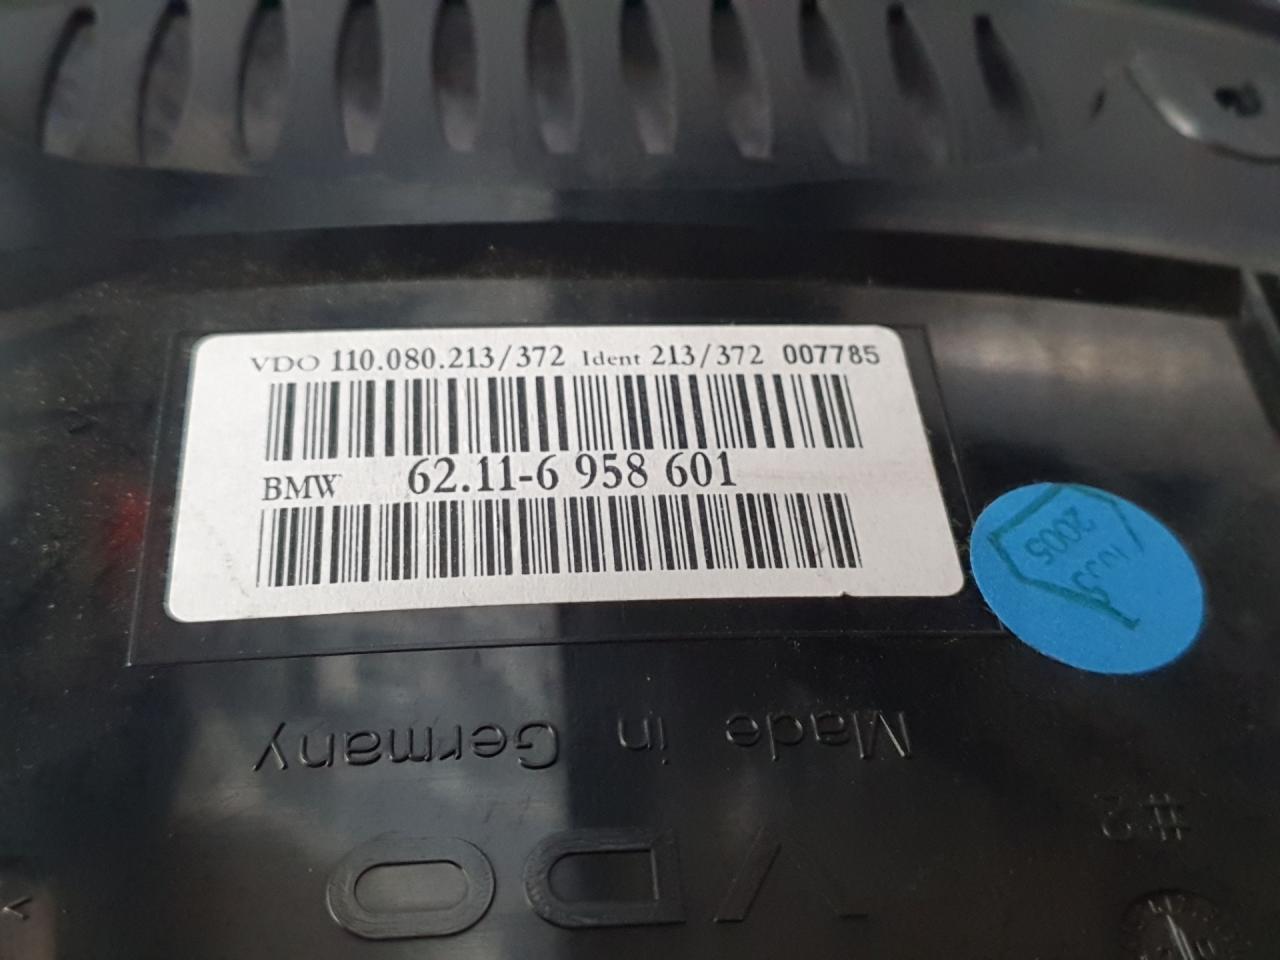 VDO 110.080.213/372 Ident 213/372 007785
BMW 62.11-6 958 601
2005
Made in Germany
#2
VDO